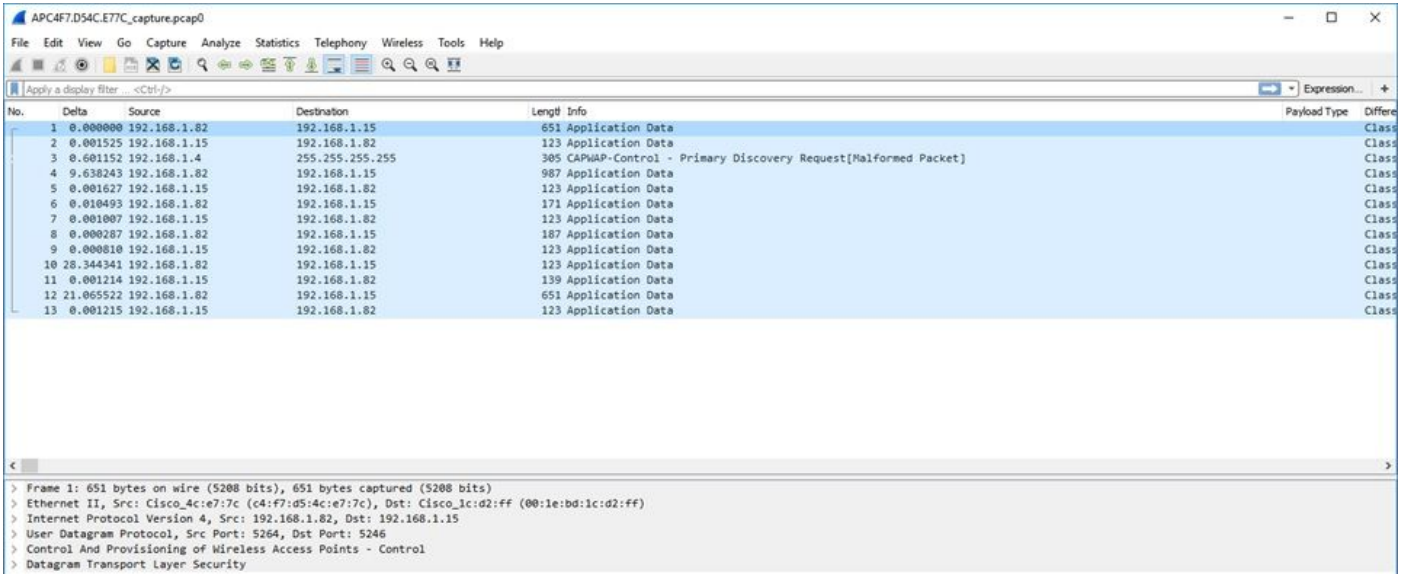 APC4F7.D54C.E77C_capture.pcap0
File Edit View Go Capture Analyze Statistics Telephony Wireless Tools Help
Apply a display filter ... <Ctrl-/> Expression... +
No. Delta Source Destination Lengtl Info Payload Type Differe
1 0.000000 192.168.1.82 192.168.1.15 651 Application Data Class
2 0.001525 192.168.1.15 192.168.1.82 123 Application Data Class
3 0.601152 192.168.1.4 255.255.255.255 305 CAPWAP-Control - Primary Discovery Request[Malformed Packet] Class
4 9.638243 192.168.1.82 192.168.1.15 987 Application Data Class
5 0.001627 192.168.1.15 192.168.1.82 123 Application Data Class
6 0.010493 192.168.1.82 192.168.1.15 171 Application Data Class
7 0.001007 192.168.1.15 192.168.1.82 123 Application Data Class
8 0.000287 192.168.1.82 192.168.1.15 187 Application Data Class
9 0.000810 192.168.1.15 192.168.1.82 123 Application Data Class
10 28.344341 192.168.1.82 192.168.1.15 123 Application Data Class
11 0.001214 192.168.1.15 192.168.1.82 139 Application Data Class
12 21.065522 192.168.1.82 192.168.1.15 651 Application Data Class
13 0.001215 192.168.1.15 192.168.1.82 123 Application Data Class
> Frame 1: 651 bytes on wire (5208 bits), 651 bytes captured (5208 bits)
> Ethernet II, Src: Cisco_4c:e7:7c (c4:f7:d5:4c:e7:7c), Dst: Cisco_1c:d2:ff (00:1e:bd:1c:d2:ff)
> Internet Protocol Version 4, Src: 192.168.1.82, Dst: 192.168.1.15
> User Datagram Protocol, Src Port: 5264, Dst Port: 5246
> Control And Provisioning of Wireless Access Points - Control
> Datagram Transport Layer Security